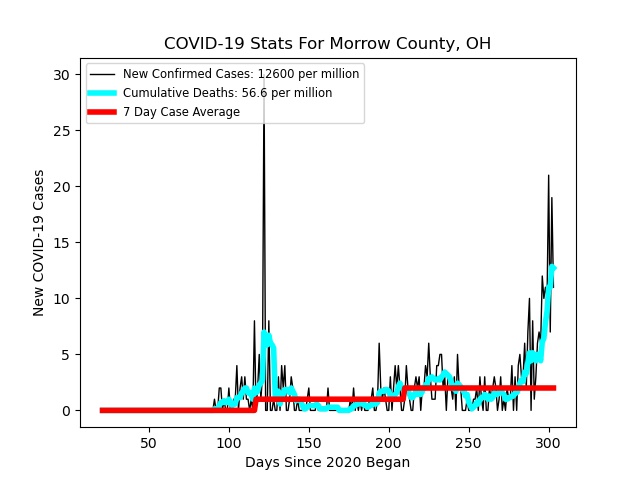 COVID-19 Stats For Morrow County, OH
New Confirmed Cases: 12600 per million
Cumulative Deaths: 56.6 per million
7 Day Case Average
New COVID-19 Cases
30
25
20
15
10
5
0
50 100 150 200 250 300
Days Since 2020 Began